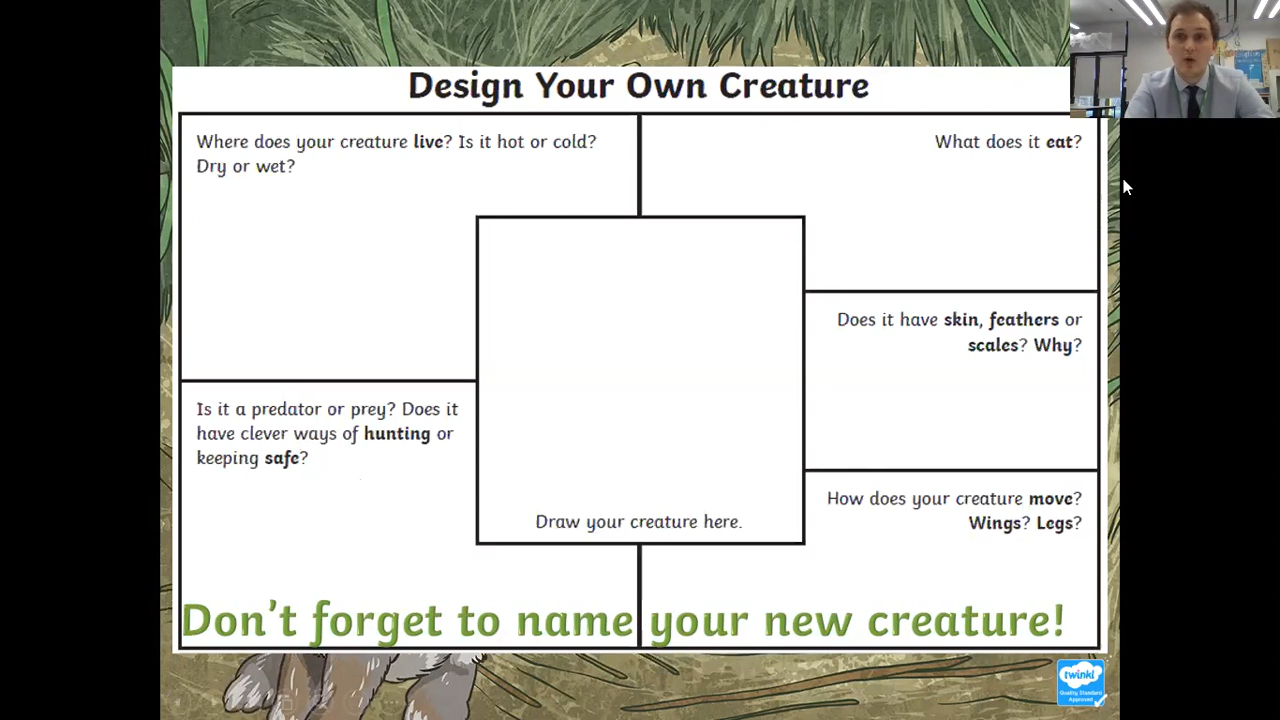 Design Your Own Creature
Where does your creature live? Is it hot or cold?
Dry or wet?
What does it eat?
Does it have skin, feathers or
scales? Why?
Is it a predator or prey? Does it
have clever ways of hunting or
keeping safe?
How does your creature move?
Wings? Legs?
Draw your creature here.
Don't forget to name your new creature!
twinkl
Quality Standard
Approved